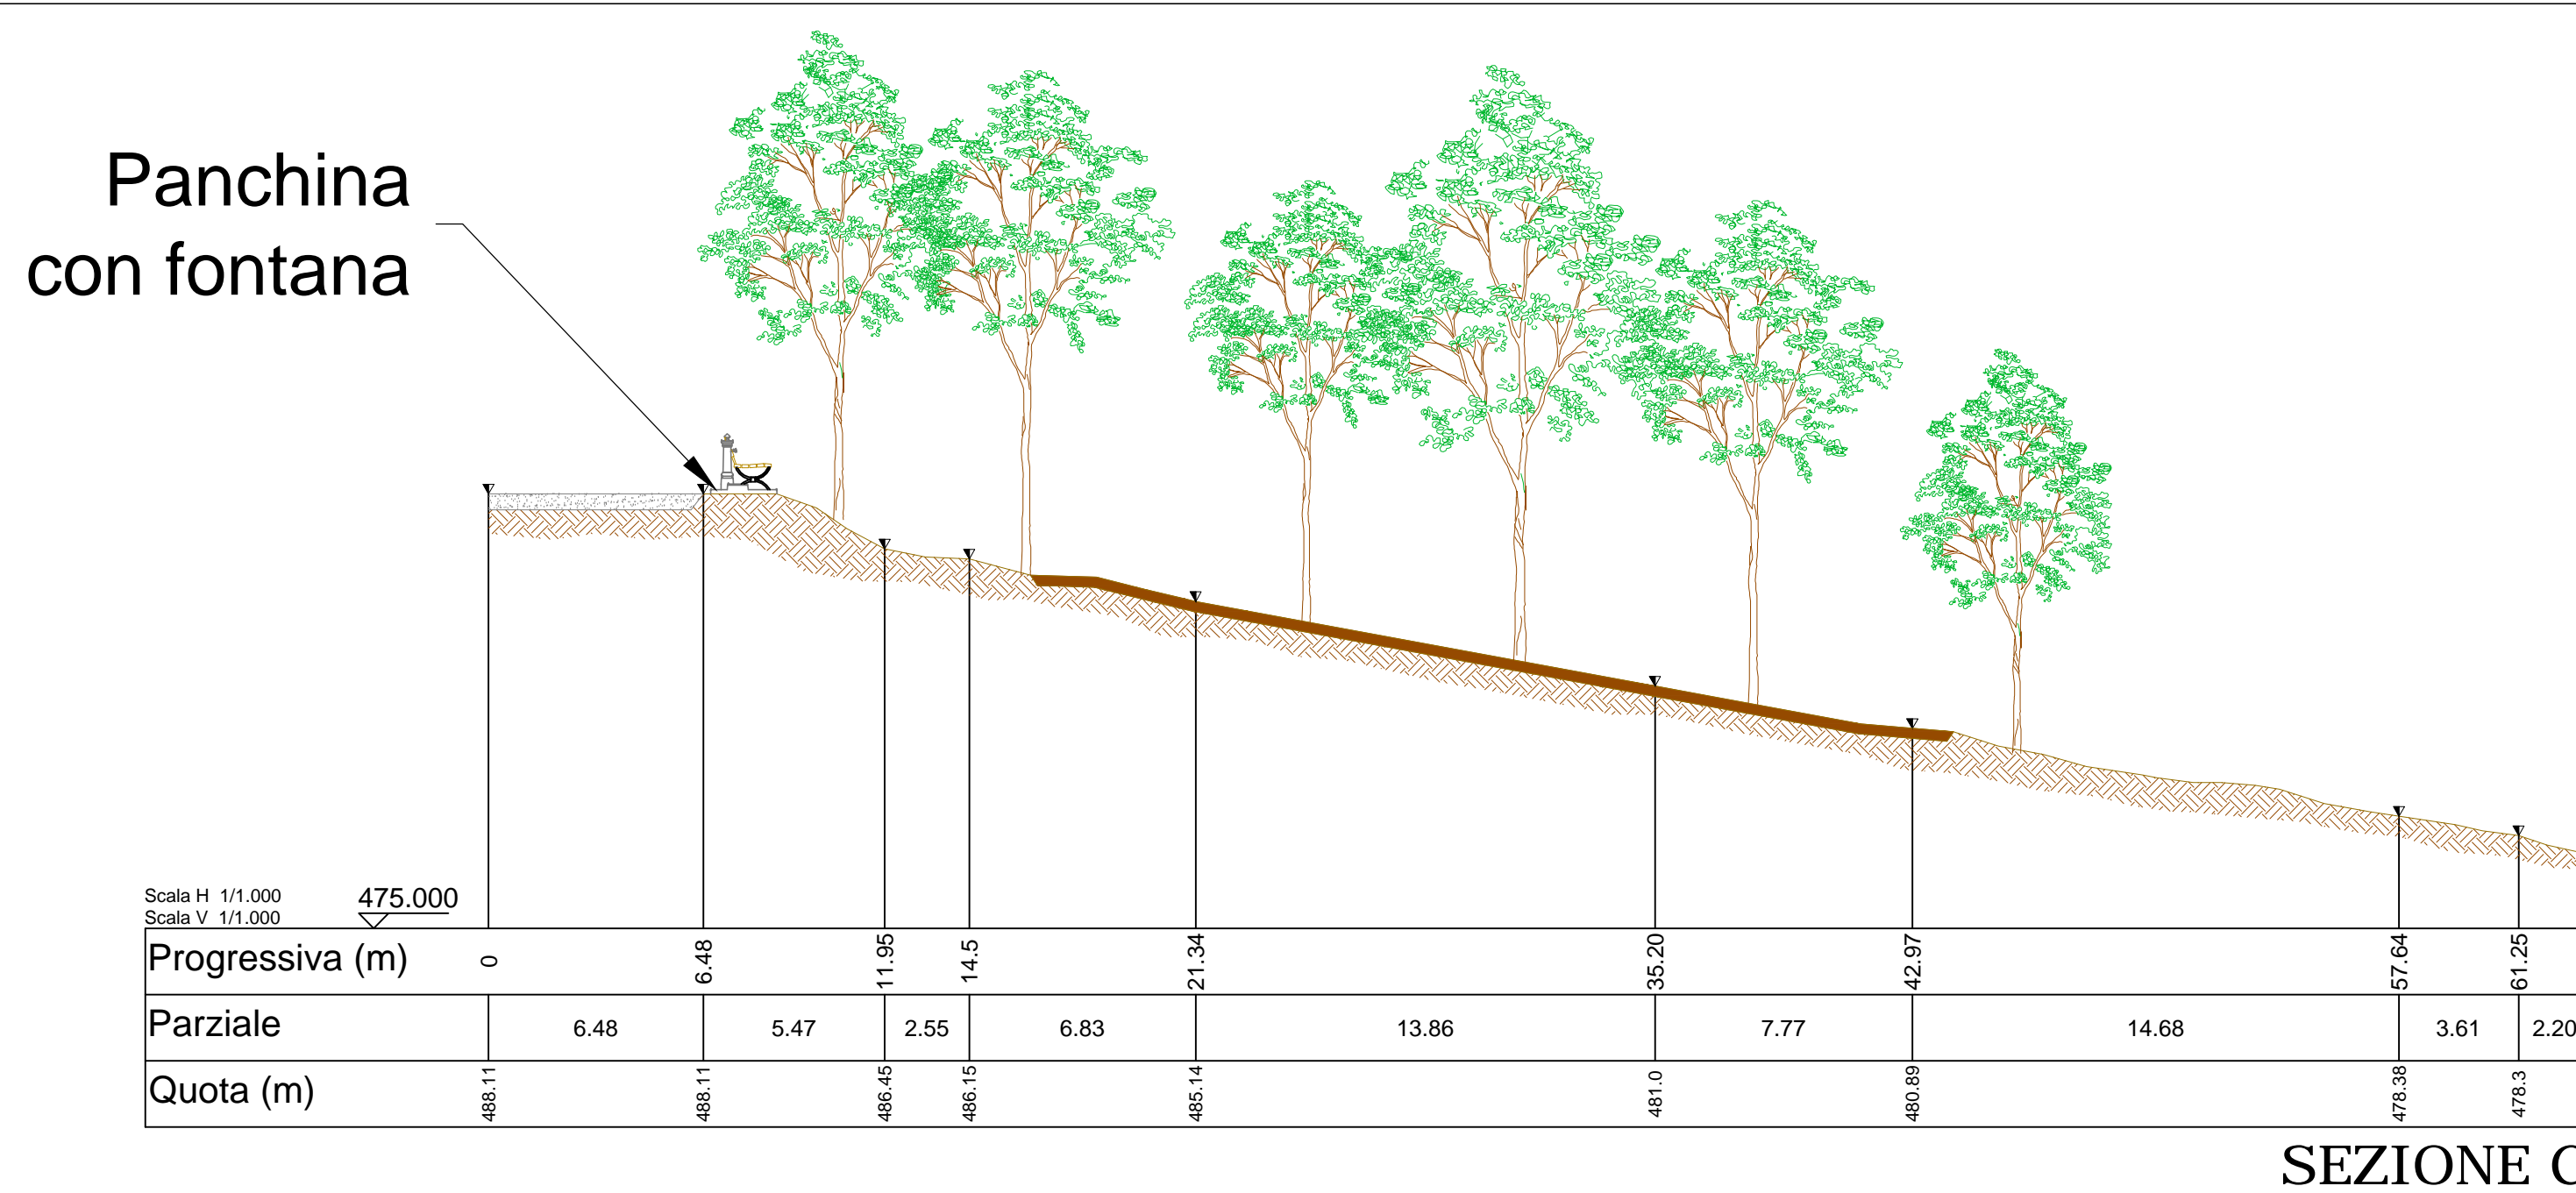 Panchina
con fontana
Scala H 1/1.000
Scala V 1/1.000
475.000
Progressiva (m) 0 6.48 11.95 14.5 21.34 35.20 42.97 57.64 61.25
Parziale 6.48 5.47 2.55 6.83 13.86 7.77 14.68 3.61 2.20
Quota (m) 488.11 488.11 486.45 486.15 485.14 481.0 480.89 478.38 478.3
SEZIONE